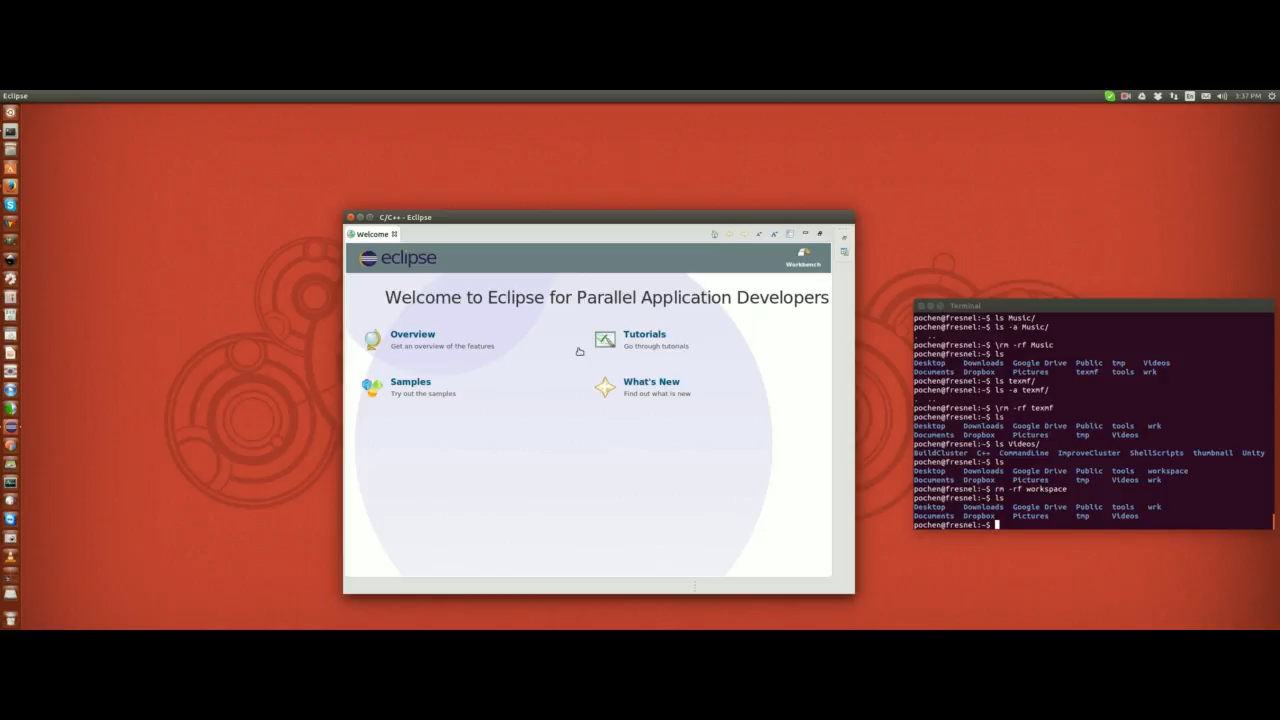 Eclipse
En
3:37 PM
C/C++ - Eclipse
Welcome
eclipse
Workbench
Welcome to Eclipse for Parallel Application Developers
Overview
Get an overview of the features
Tutorials
Go through tutorials
Samples
Try out the samples
What's New
Find out what is new
Terminal
pochen@fresnel:~$ ls Music/
pochen@fresnel:~$ ls -a Music/
.  ..
pochen@fresnel:~$ \rm -rf Music
pochen@fresnel:~$ ls
Desktop Downloads Google Drive Public tmp Videos
Documents Dropbox Pictures texmf tools wrk
pochen@fresnel:~$ ls texmf/
pochen@fresnel:~$ ls -a texmf/
.  ..
pochen@fresnel:~$ \rm -rf texmf
pochen@fresnel:~$ ls
Desktop Downloads Google Drive Public tools wrk
Documents Dropbox Pictures tmp Videos
pochen@fresnel:~$ ls Videos/
BuildCluster C++ CommandLine ImproveCluster ShellScripts thumbnail Unity
pochen@fresnel:~$ ls
Desktop Downloads Google Drive Public tools workspace
Documents Dropbox Pictures tmp Videos wrk
pochen@fresnel:~$ rm -rf workspace
pochen@fresnel:~$ ls
Desktop Downloads Google Drive Public tools wrk
Documents Dropbox Pictures tmp Videos
pochen@fresnel:~$